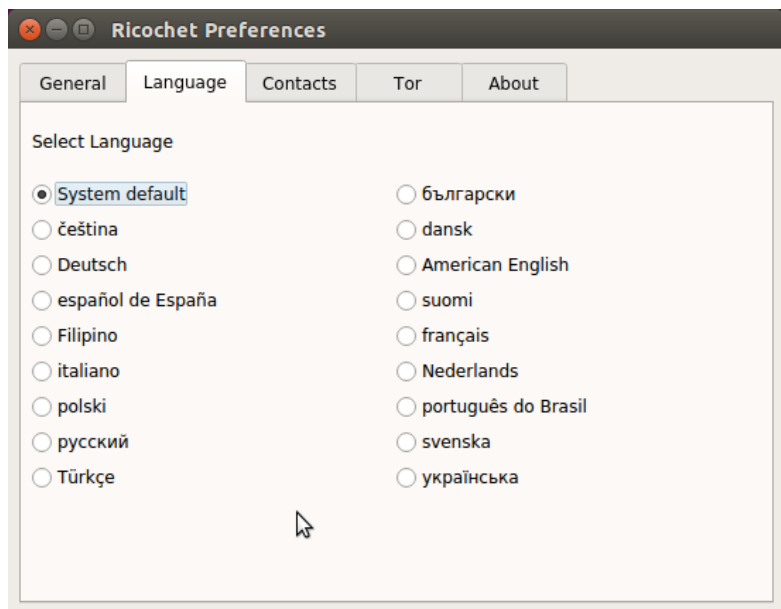 Ricochet Preferences
General Language Contacts Tor About
Select Language
System default български
čeština dansk
Deutsch American English
español de España suomi
Filipino français
italiano Nederlands
polski português do Brasil
русский svenska
Türkçe українська